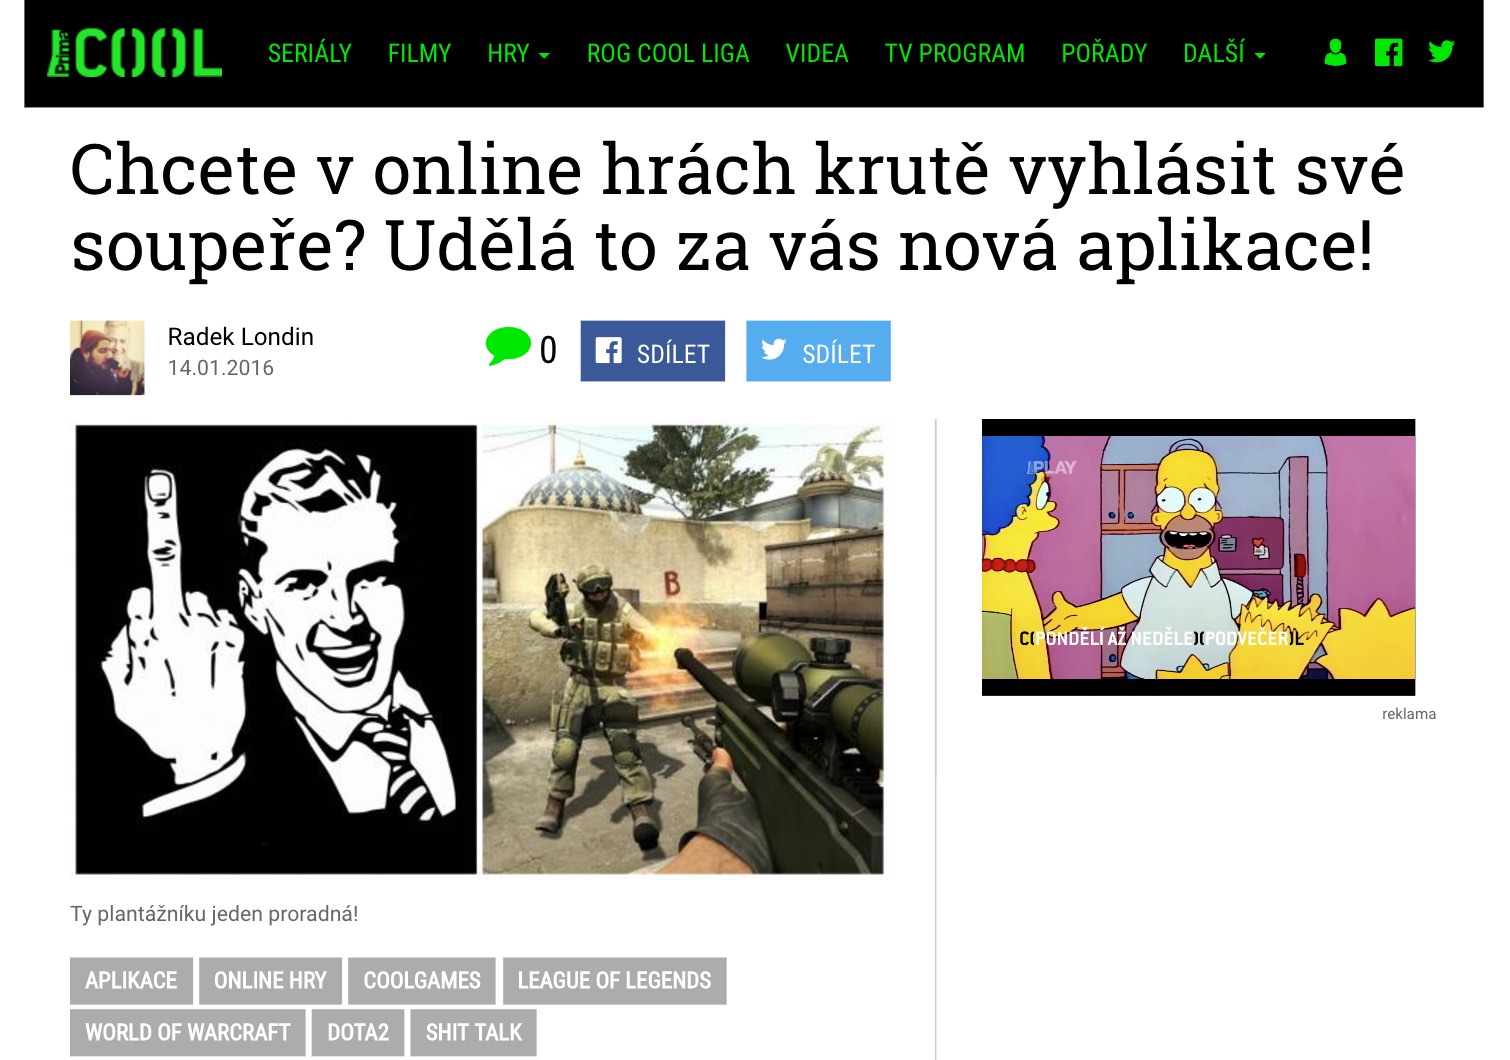 Prima COOL
SERIÁLY FILMY HRY ROG COOL LIGA VIDEA TV PROGRAM POŘADY DALŠÍ
Chcete v online hrách krutě vyhlásit své
soupeře? Udělá to za vás nová aplikace!
Radek Londin
14.01.2016
0
SDÍLET
SDÍLET
B
PLAY
PONDĚLÍ AŽ NEDĚLE PODVEČER
reklama
Ty plantážníku jeden proradná!
APLIKACE ONLINE HRY COOLGAMES LEAGUE OF LEGENDS
WORLD OF WARCRAFT DOTA2 SHIT TALK